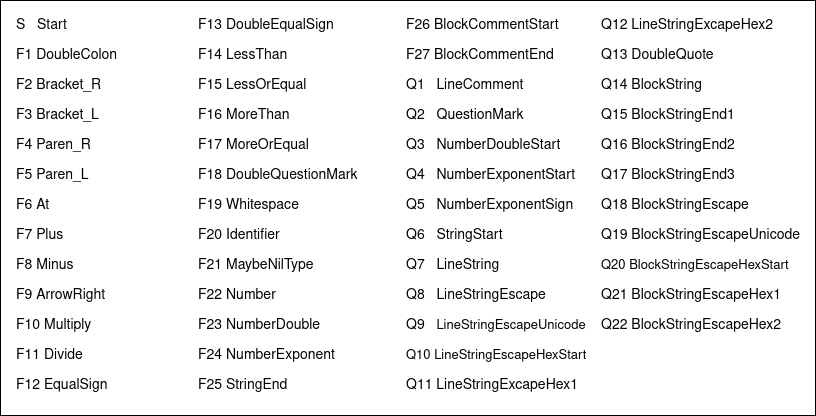 S Start
F1 DoubleColon
F2 Bracket_R
F3 Bracket_L
F4 Paren_R
F5 Paren_L
F6 At
F7 Plus
F8 Minus
F9 ArrowRight
F10 Multiply
F11 Divide
F12 EqualSign
F13 DoubleEqualSign
F14 LessThan
F15 LessOrEqual
F16 MoreThan
F17 MoreOrEqual
F18 DoubleQuestionMark
F19 Whitespace
F20 Identifier
F21 MaybeNilType
F22 Number
F23 NumberDouble
F24 NumberExponent
F25 StringEnd
F26 BlockCommentStart
F27 BlockCommentEnd
Q1 LineComment
Q2 QuestionMark
Q3 NumberDoubleStart
Q4 NumberExponentStart
Q5 NumberExponentSign
Q6 StringStart
Q7 LineString
Q8 LineStringEscape
Q9 LineStringEscapeUnicode
Q10 LineStringEscapeHexStart
Q11 LineStringExcapeHex1
Q12 LineStringExcapeHex2
Q13 DoubleQuote
Q14 BlockString
Q15 BlockStringEnd1
Q16 BlockStringEnd2
Q17 BlockStringEnd3
Q18 BlockStringEscape
Q19 BlockStringEscapeUnicode
Q20 BlockStringEscapeHexStart
Q21 BlockStringEscapeHex1
Q22 BlockStringEscapeHex2